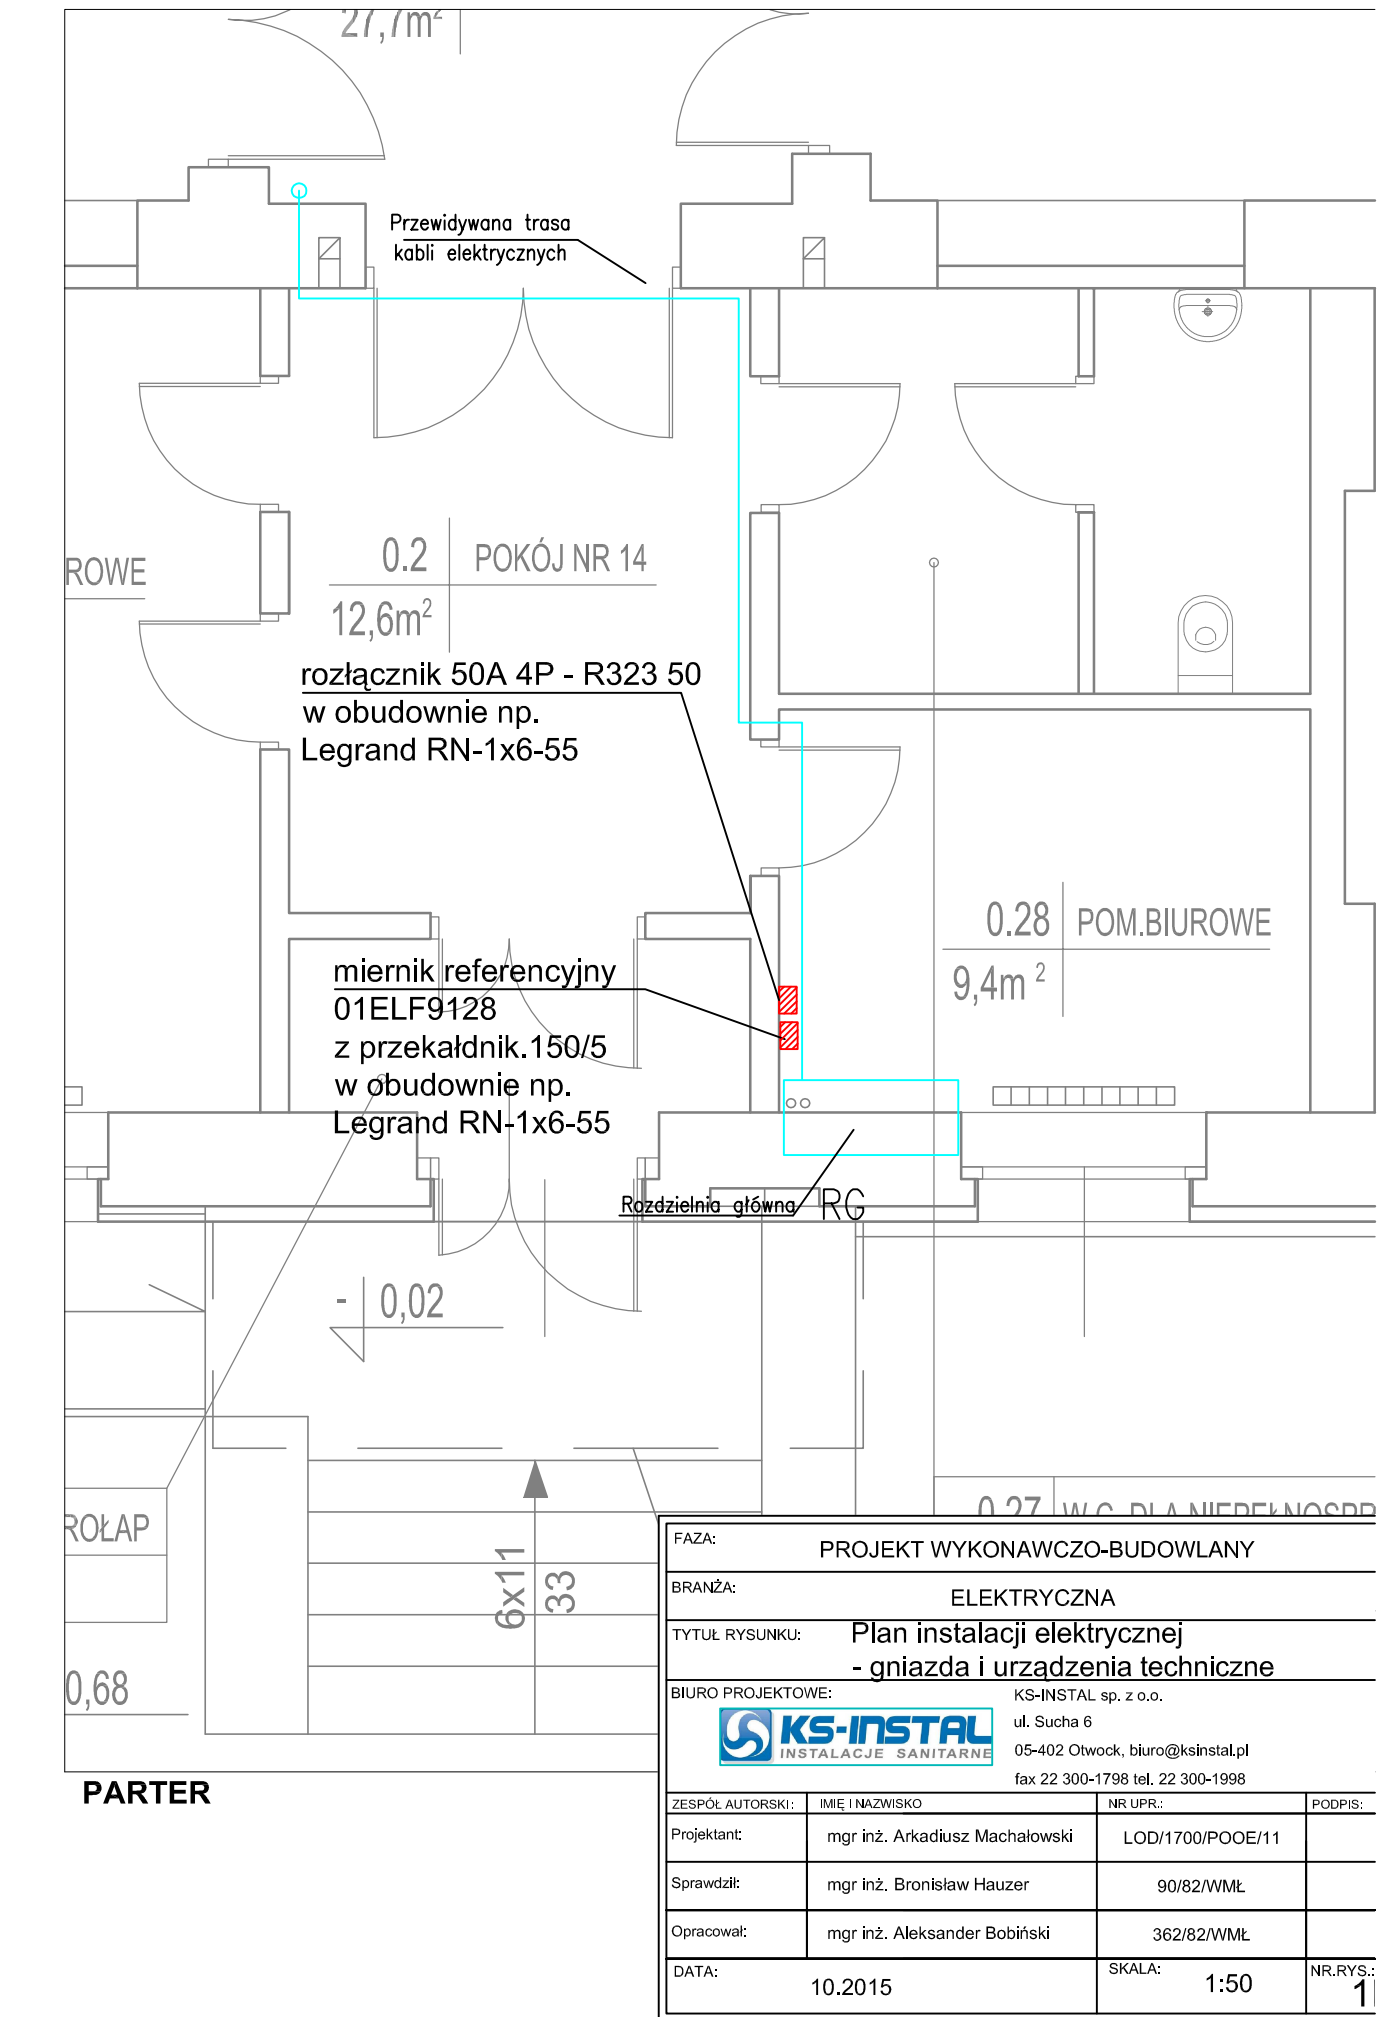 27,7m²
Przewidywana trasa
kabli elektrycznych
0.2 POKÓJ NR 14
12,6m²
ROWE
rozłącznik 50A 4P - R323 50
w obudownie np.
Legrand RN-1x6-55
0.28 POM.BIUROWE
9,4m ²
miernik referencyjny
01ELF9128
z przekałdnik.150/5
w obudownie np.
Legrand RN-1x6-55
Rozdzielnia główna RG
- 0,02
0.27 W.C. DLA NIEPEŁNOSPR
ROŁAP
6x11
33
0,68
PARTER
FAZA: PROJEKT WYKONAWCZO-BUDOWLANY
BRANŻA: ELEKTRYCZNA
TYTUŁ RYSUNKU: Plan instalacji elektrycznej
- gniazda i urządzenia techniczne
BIURO PROJEKTOWE:
KS-INSTAL
INSTALACJE SANITARNE
KS-INSTAL sp. z o.o.
ul. Sucha 6
05-402 Otwock, biuro@ksinstal.pl
fax 22 300-1798 tel. 22 300-1998
ZESPÓŁ AUTORSKI: IMIĘ I NAZWISKO NR UPR.: PODPIS:
Projektant: mgr inż. Arkadiusz Machałowski LOD/1700/POOE/11
Sprawdził: mgr inż. Bronisław Hauzer 90/82/WMŁ
Opracował: mgr inż. Aleksander Bobiński 362/82/WMŁ
DATA: 10.2015 SKALA: 1:50 NR.RYS.: 1